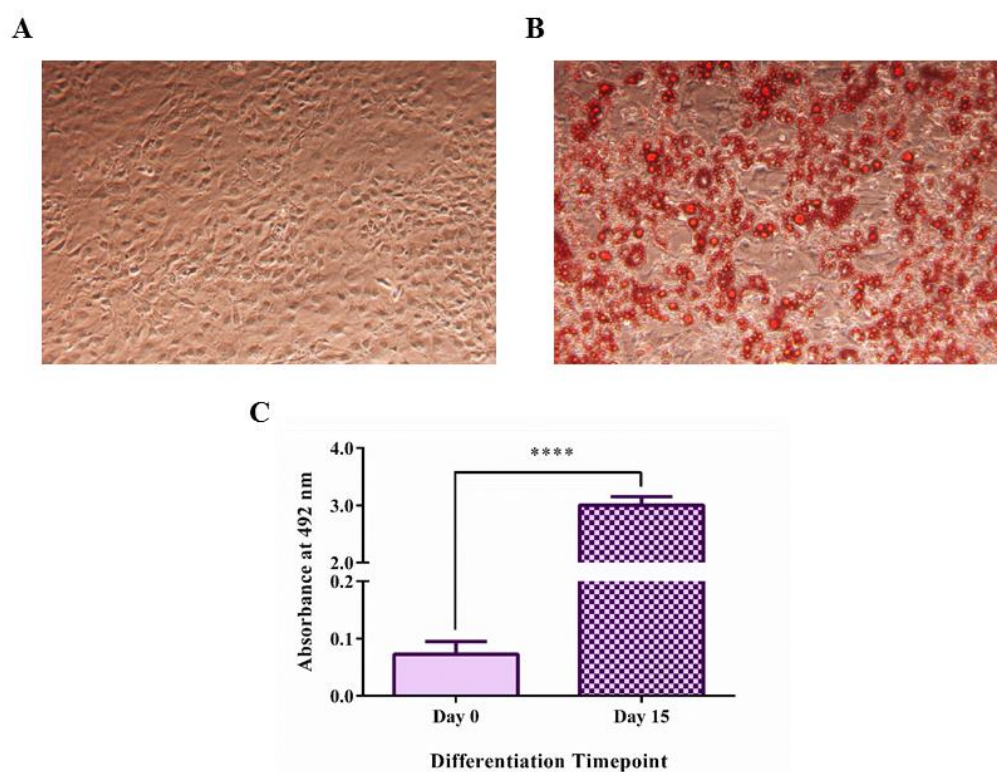 A
B
C
Absorbance at 492 nm
4.0
3.0
2.0
0.2
0.1
0.0
****
Day 0
Day 15
Differentiation Timepoint